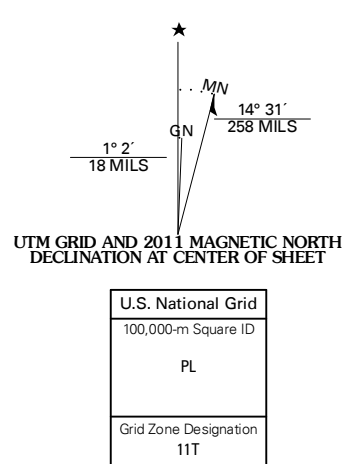 MN
14° 31´
258 MILS
GN
1° 2´
18 MILS
UTM GRID AND 2011 MAGNETIC NORTH
DECLINATION AT CENTER OF SHEET
U.S. National Grid
100,000-m Square ID
PL
Grid Zone Designation
11T